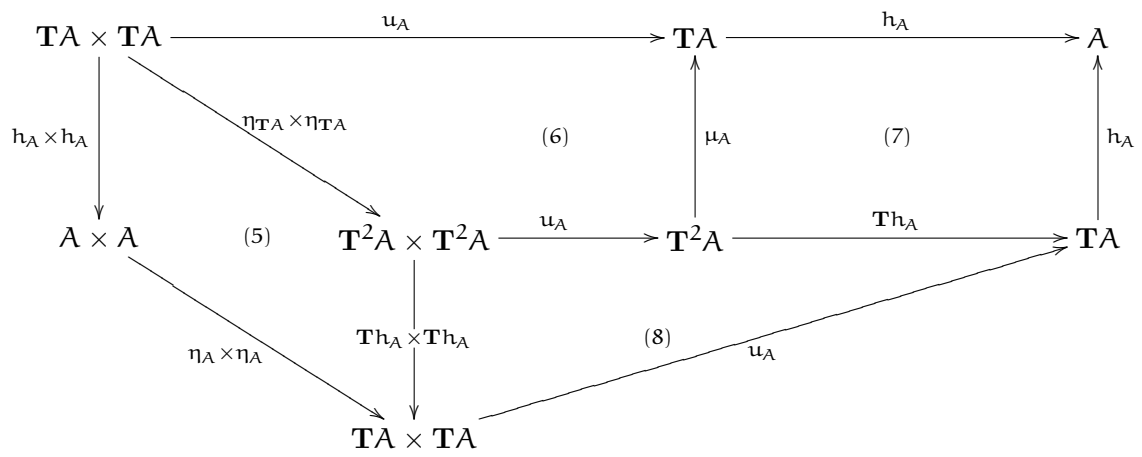 TA × TA u_A TA h_A A
h_A×h_A η_TA×η_TA (6) μ_A (7) h_A
A × A (5) T²A × T²A u_A T²A Th_A TA
η_A×η_A Th_A×Th_A (8) u_A
TA × TA